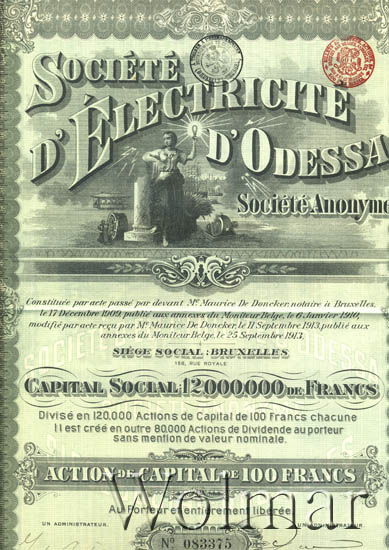 SOCIÉTÉ
D'ÉLECTRICITÉ
D'ODESSA
Société Anonyme
Constituée par acte passé par devant Me Maurice De Doncker, notaire à Bruxelles,
le 17 Décembre 1909, publié aux annexes du Moniteur Belge, le 6 Janvier 1910,
modifié par acte reçu par Me Maurice De Doncker, le 11 Septembre 1913, publié aux
annexes du Moniteur Belge, le 25 Septembre 1913.
SIÈGE SOCIAL: BRUXELLES
RUE ROYALE
CAPITAL SOCIAL: 12.000.000 DE FRANCS
Divisé en 120,000 Actions de Capital de 100 Francs chacune
Il est créé en outre 80.000 Actions de Dividende au porteur
sans mention de valeur nominale.
ACTION DE CAPITAL DE 100 FRANCS
Au Porteur et entièrement libérée
UN ADMINISTRATEUR.
UN ADMINISTRATEUR.
No 083375
Wolmar